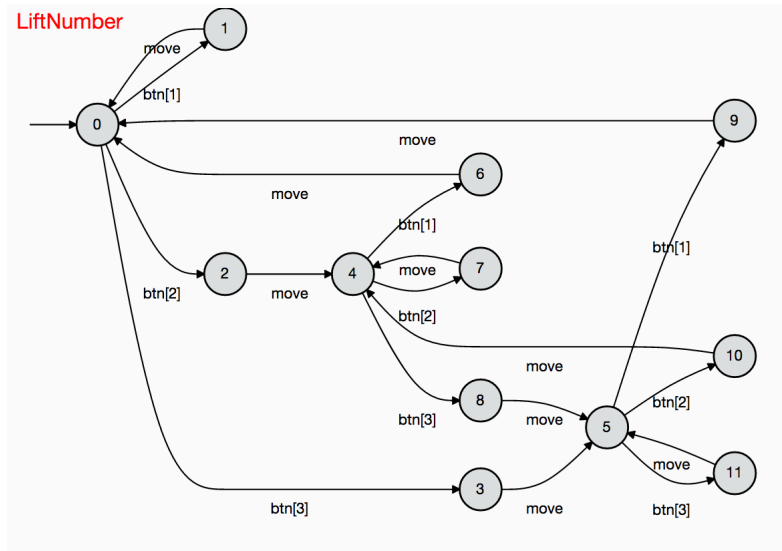 LiftNumber
1
move
btn[1]
0
9
move
6
move
btn[1]
7
2
4
move
btn[1]
btn[2]
move
btn[2]
10
move
8
btn[2]
btn[3]
move
5
move
11
3
btn[3]
move
btn[3]